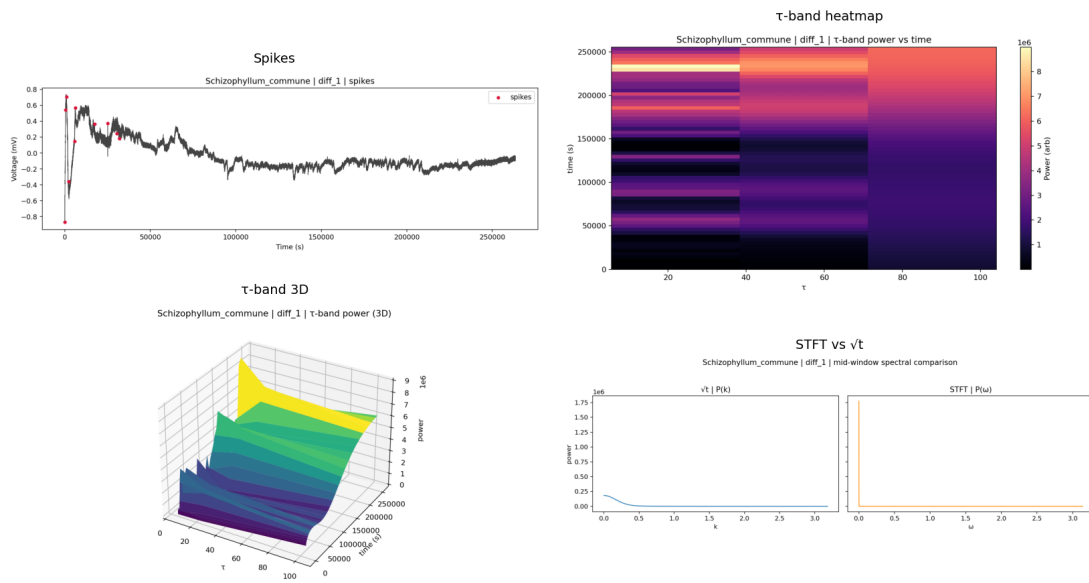 Spikes
Schizophyllum_commune | diff_1 | spikes
spikes
0.8
0.6
0.4
0.2
0.0
−0.2
−0.4
−0.6
−0.8
Voltage (mV)
0 50000 100000 150000 200000 250000
Time (s)
τ-band heatmap
Schizophyllum_commune | diff_1 | τ-band power vs time
1e6
250000
200000
150000
100000
50000
0
time (s)
20 40 60 80 100
τ
8
7
6
5
4
3
2
1
Power (arb)
τ-band 3D
Schizophyllum_commune | diff_1 | τ-band power (3D)
1e6
9
8
7
6
5
4
3
2
1
0
power
250000
200000
150000
100000
50000
0
time (s)
0 20 40 60 80 100
τ
STFT vs √t
Schizophyllum_commune | diff_1 | mid-window spectral comparison
1e6
√t | P(k)
1.75
1.50
1.25
1.00
0.75
0.50
0.25
0.00
power
0.0 0.5 1.0 1.5 2.0 2.5 3.0
k
STFT | P(ω)
0.0 0.5 1.0 1.5 2.0 2.5 3.0
ω